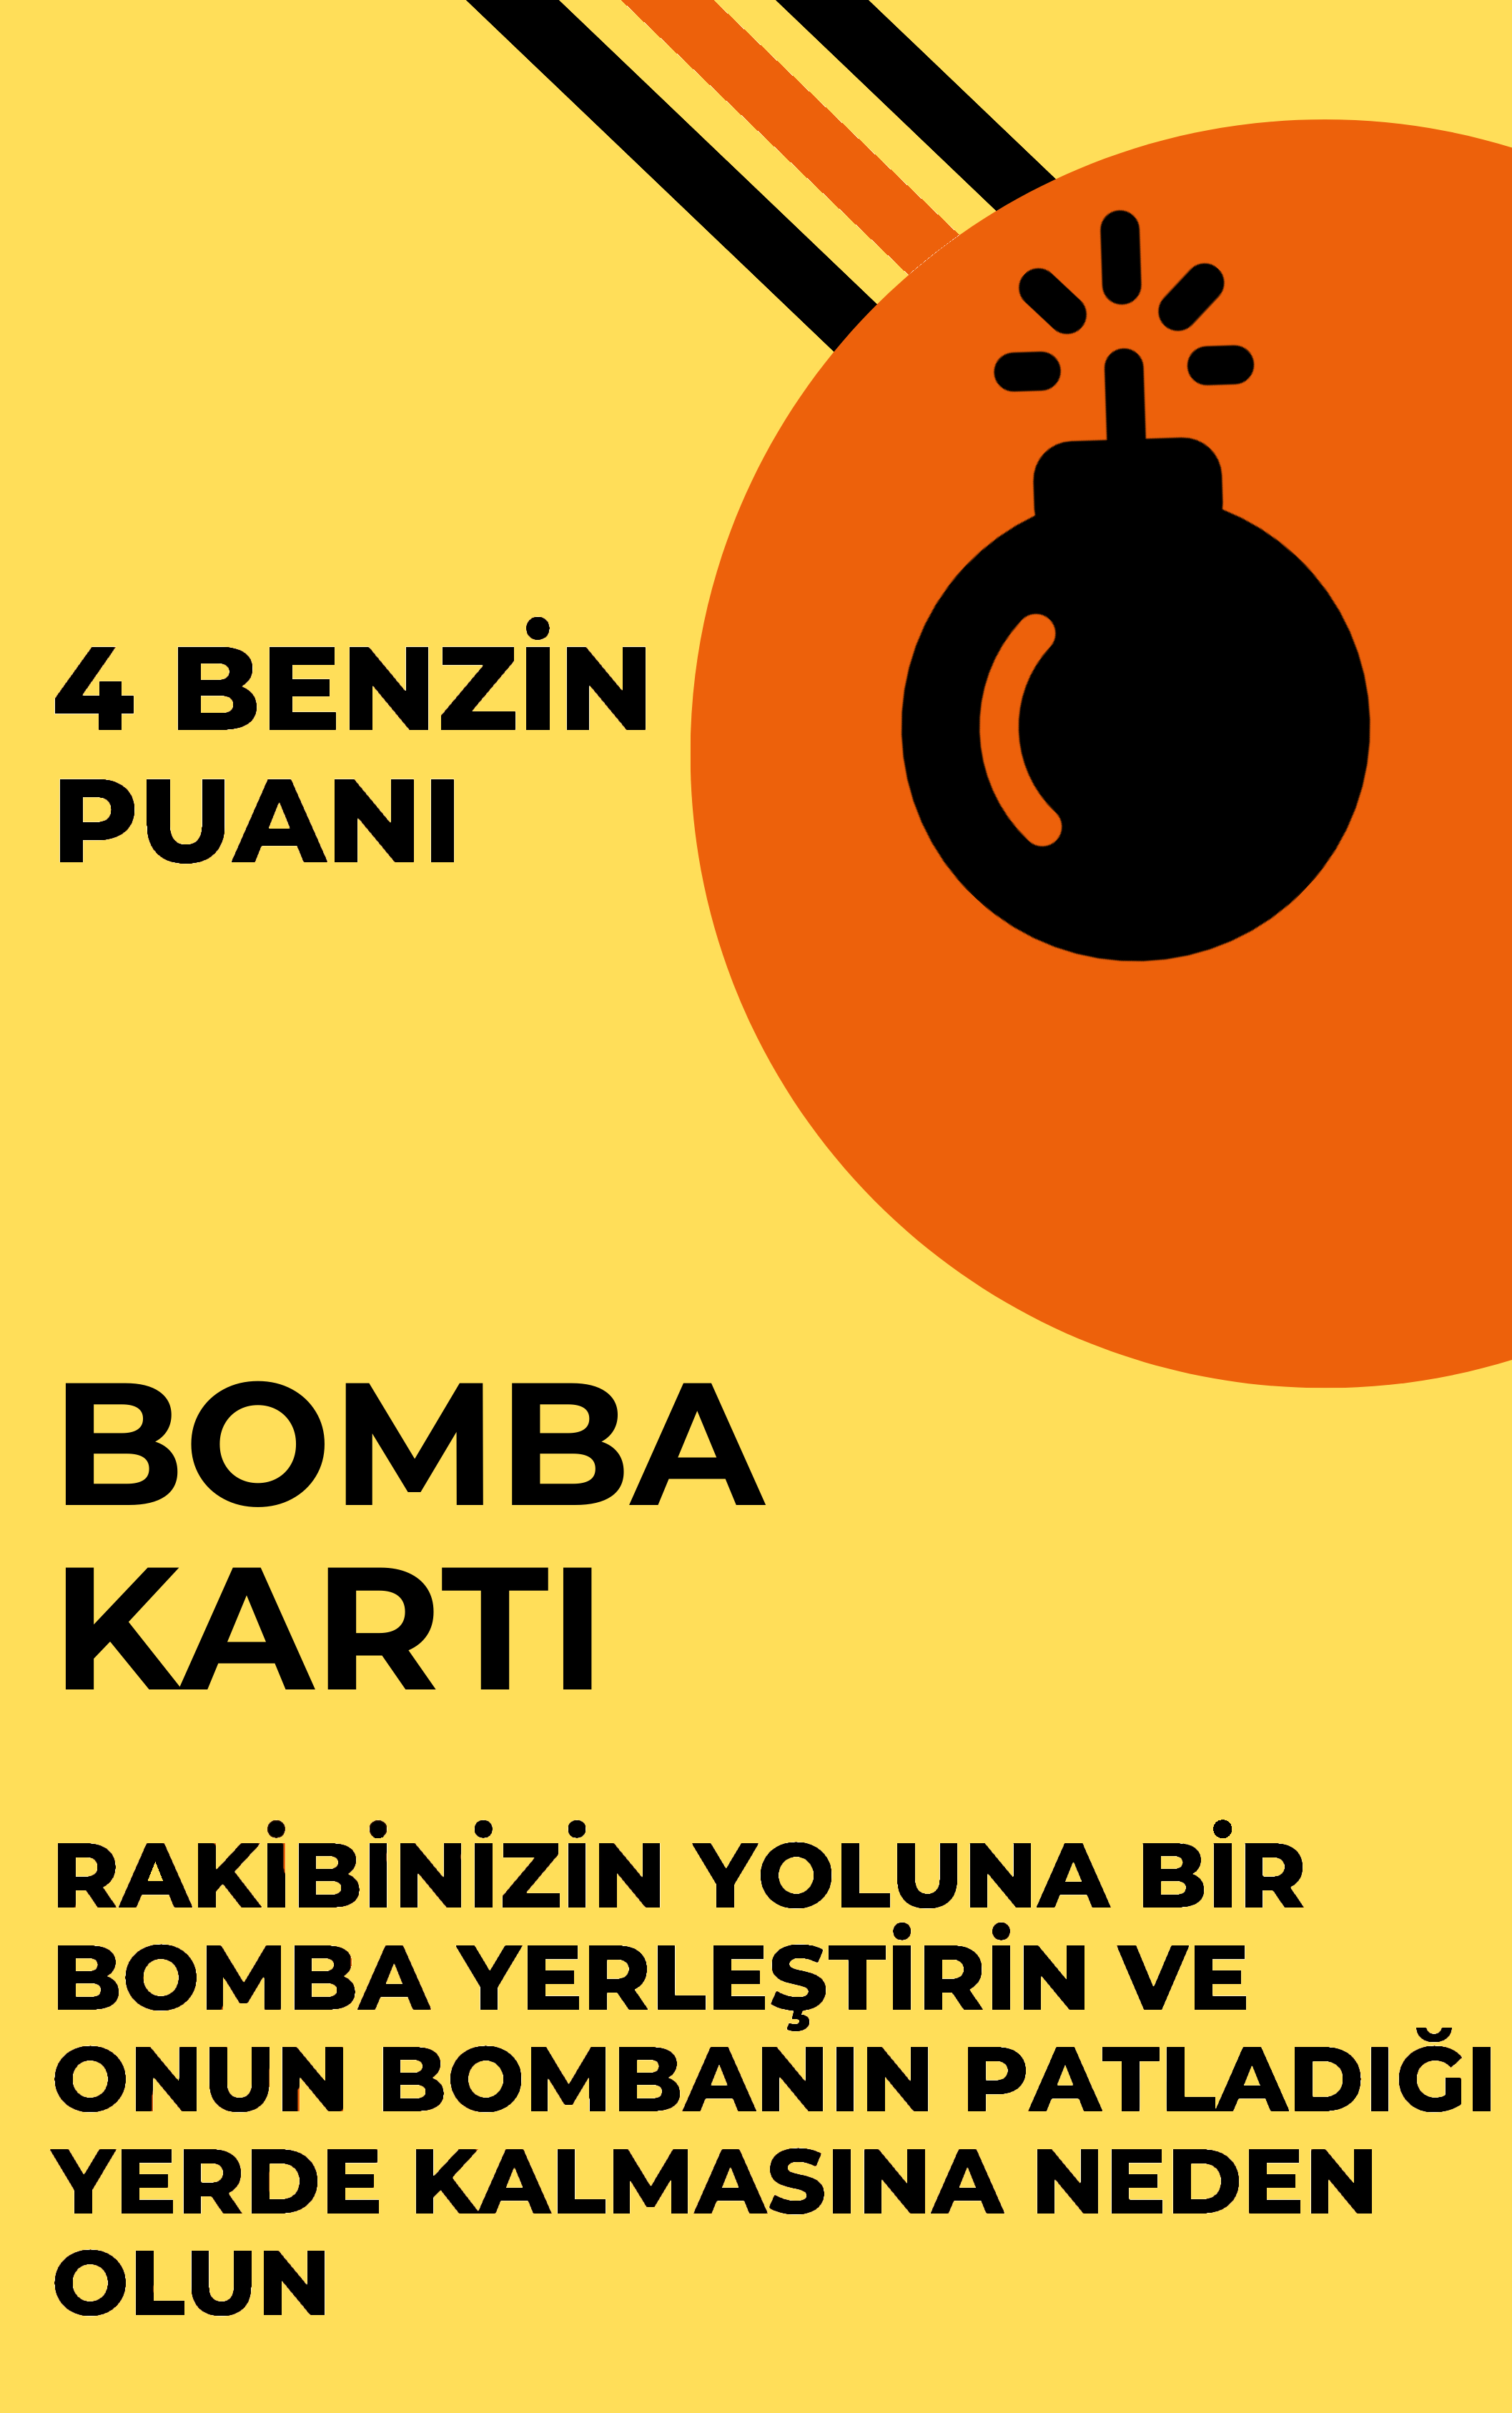 4 BENZİN
PUANI
BOMBA
KARTI
RAKİBİNİZİN YOLUNA BİR
BOMBA YERLEŞTİRİN VE
ONUN BOMBANIN PATLADIĞI
YERDE KALMASINA NEDEN
OLUN